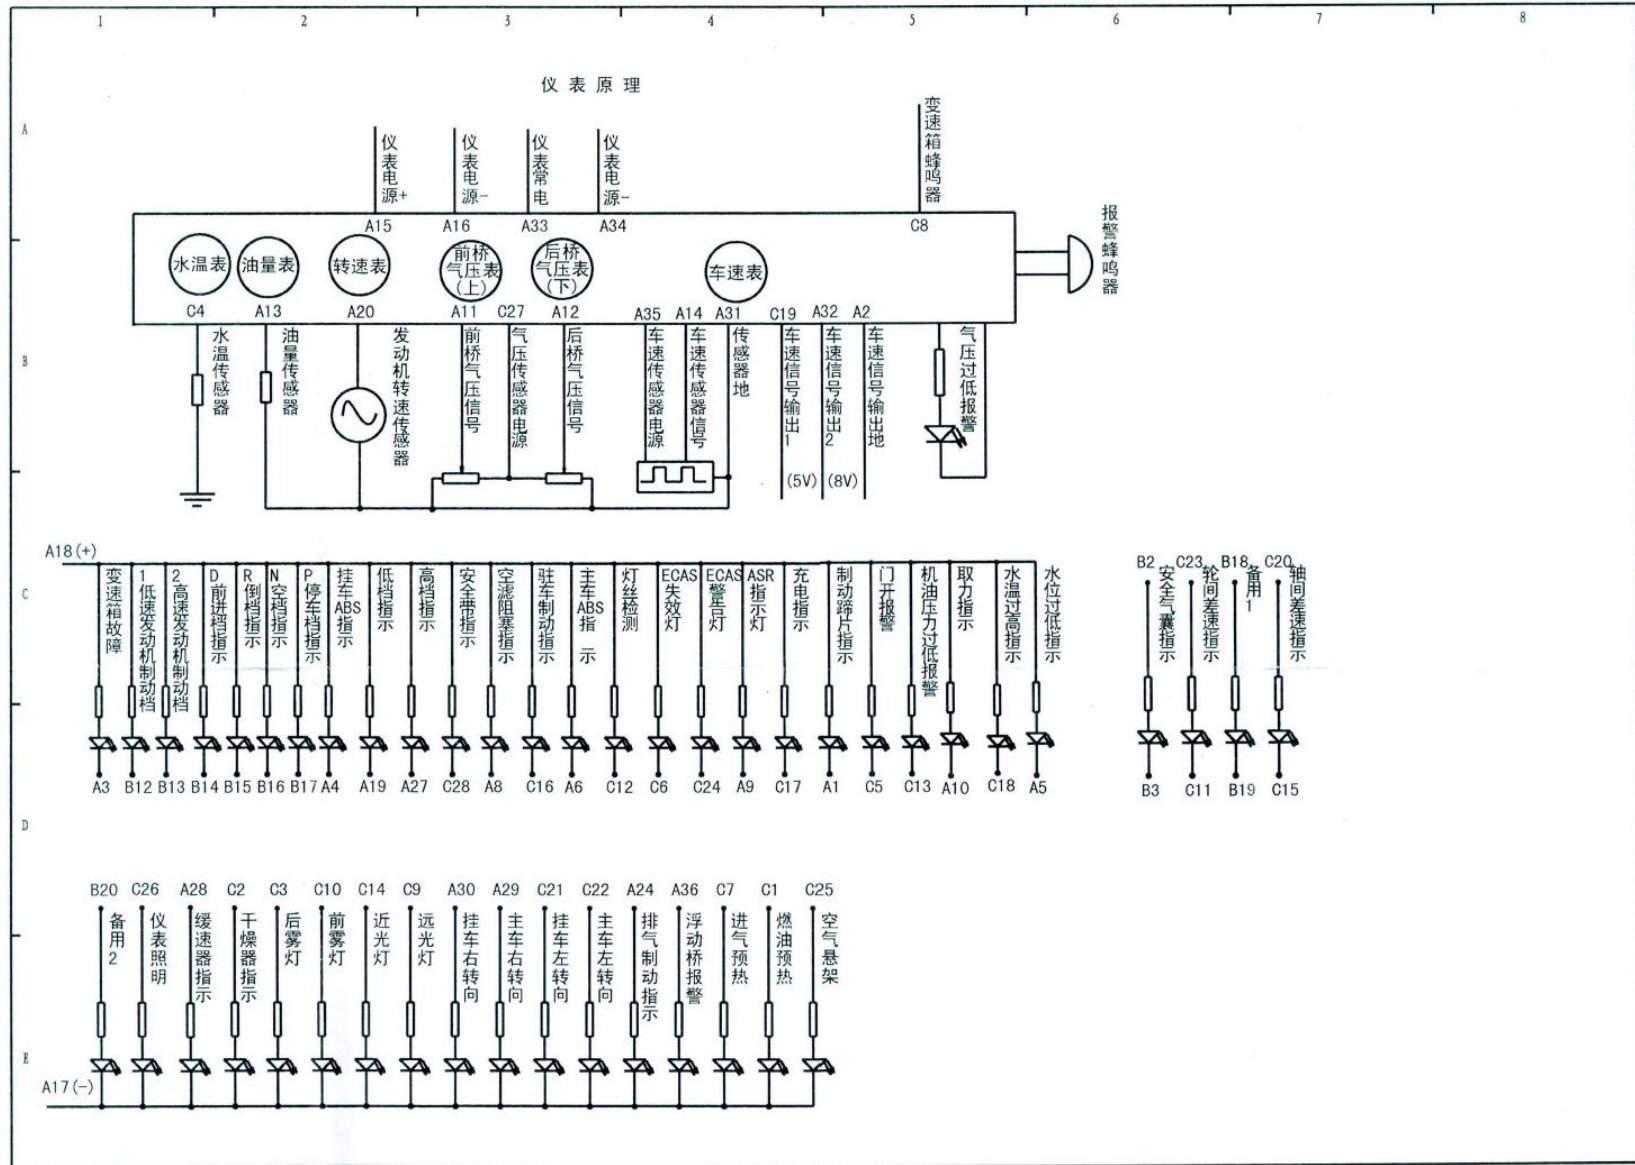 1 2 3 4 5 6 7 8
仪表原理
A
仪表电源+
仪表电源-
仪表常电
仪表电源-
变速箱蜂鸣器
A15 A16 A33 A34 C8
报警蜂鸣器
水温表
油量表
转速表
前桥
气压表
(上)
后桥
气压表
(下)
车速表
C4 A13 A20 A11 C27 A12 A35 A14 A31 C19 A32 A2
B
水温传感器
油量传感器
发动机转速传感器
前桥气压信号
气压传感器电源
后桥气压信号
车速传感器电源
车速传感器信号
传感器地
车速信号输出1
(5V)
车速信号输出2
(8V)
车速信号输出地
气压过低报警
A18(+)
C
变速箱故障
1低速发动机制动档
2高速发动机制动档
D前进档指示
R倒档指示
N空档指示
P停车档指示
挂车ABS指示
低档指示
高档指示
安全带指示
空滤阻塞指示
驻车制动指示
主车ABS指 示
灯丝检测
ECAS失效灯
ECAS警告灯
ASR指示灯
充电指示
制动蹄片指示
门开报警
机油压力过低报警
取力指示
水温过高指示
水位过低指示
B2 C23 B18 C20
安全气囊指示
轮间差速指示
备用1
轴间差速指示
A3 B12 B13 B14 B15 B16 B17 A4 A19 A27 C28 A8 C16 A6 C12 C6 C24 A9 C17 A1 C5 C13 A10 C18 A5
B3 C11 B19 C15
D
B20 C26 A28 C2 C3 C10 C14 C9 A30 A29 C21 C22 A24 A36 C7 C1 C25
备用2
仪表照明
缓速器指示
干燥器指示
后雾灯
前雾灯
近光灯
远光灯
挂车右转向
主车右转向
挂车左转向
主车左转向
排气制动指示
浮动桥报警
进气预热
燃油预热
空气悬架
E
A17(-)